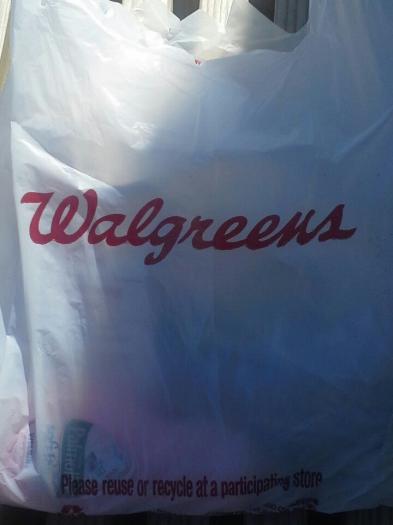 Walgreens
Please reuse or recycle at a participating store